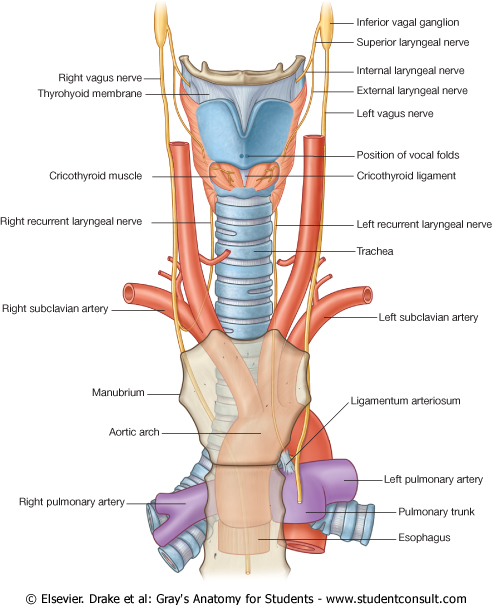 Inferior vagal ganglion
Superior laryngeal nerve
Right vagus nerve
Internal laryngeal nerve
Thyrohyoid membrane
External laryngeal nerve
Left vagus nerve
Position of vocal folds
Cricothyroid muscle
Cricothyroid ligament
Right recurrent laryngeal nerve
Left recurrent laryngeal nerve
Trachea
Right subclavian artery
Left subclavian artery
Manubrium
Ligamentum arteriosum
Aortic arch
Left pulmonary artery
Right pulmonary artery
Pulmonary trunk
Esophagus
© Elsevier. Drake et al: Gray's Anatomy for Students - www.studentconsult.com